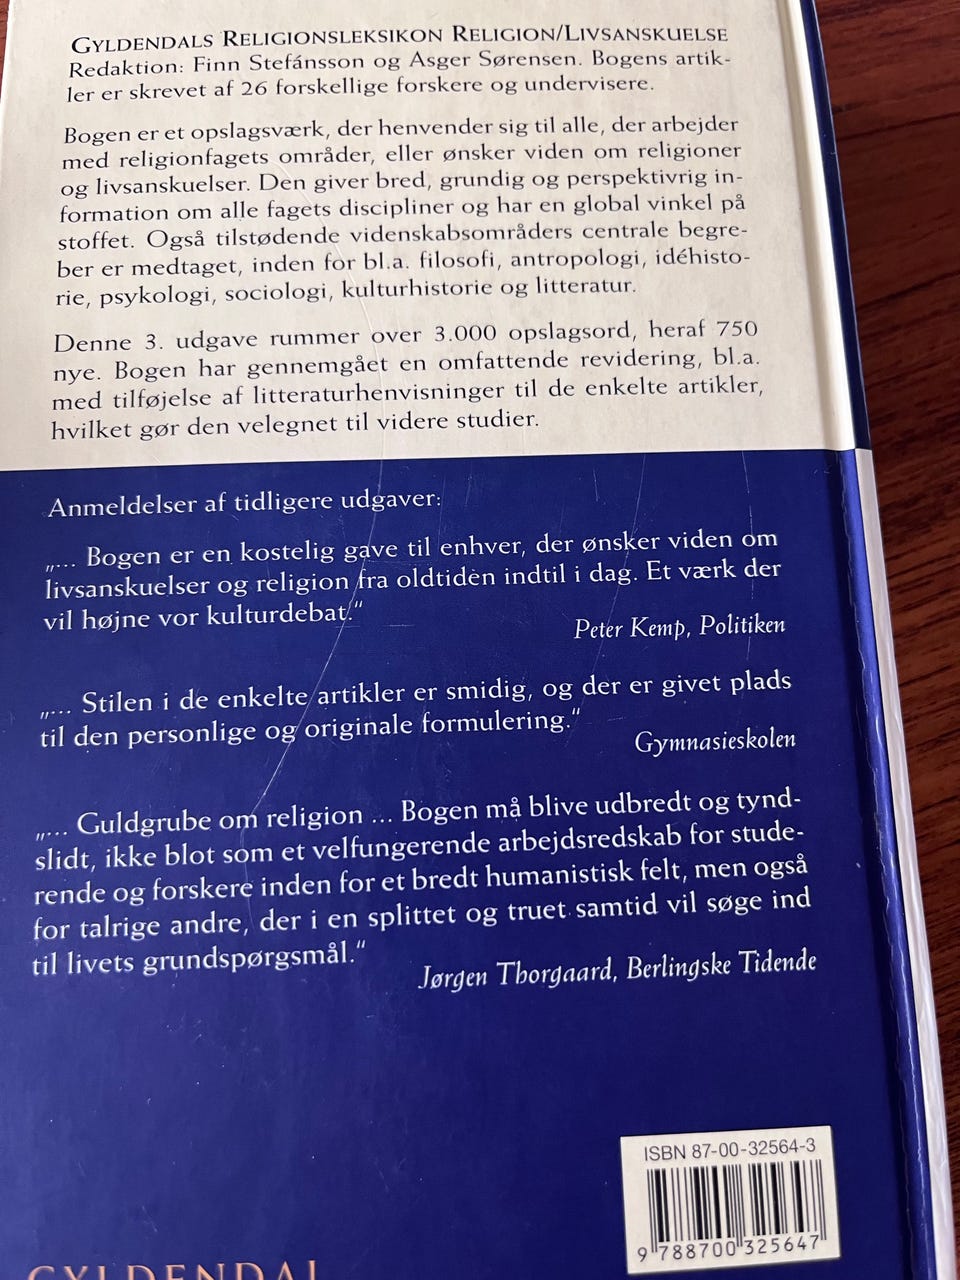 GYLDENDALS RELIGIONSLEKSIKON RELIGION/LIVSANSKUELSE
Redaktion: Finn Stefánsson og Asger Sørensen. Bogens artik-
ler er skrevet af 26 forskellige forskere og undervisere.
Bogen er et opslagsværk, der henvender sig til alle, der arbejder
med religionfagets områder, eller ønsker viden om religioner
og livsanskuelser. Den giver bred, grundig og perspektivrig in-
formation om alle fagets discipliner og har en global vinkel på
stoffet. Også tilstødende videnskabsområders centrale begre-
ber er medtaget, inden for bl.a. filosofi, antropologi, idéhisto-
rie, psykologi, sociologi, kulturhistorie og litteratur.
Denne 3. udgave rummer over 3.000 opslagsord, heraf 750
nye. Bogen har gennemgået en omfattende revidering, bl.a.
med tilføjelse af litteraturhenvisninger til de enkelte artikler,
hvilket gør den velegnet til videre studier.
Anmeldelser af tidligere udgaver:
„... Bogen er en kostelig gave til enhver, der ønsker viden om
livsanskuelser og religion fra oldtiden indtil i dag. Et værk der
vil højne vor kulturdebat.“
Peter Kemp, Politiken
„... Stilen i de enkelte artikler er smidig, og der er givet plads
til den personlige og originale formulering.“
Gymnasieskolen
„... Guldgrube om religion ... Bogen må blive udbredt og tynd-
slidt, ikke blot som et velfungerende arbejdsredskab for stude-
rende og forskere inden for et bredt humanistisk felt, men også
for talrige andre, der i en splittet og truet samtid vil søge ind
til livets grundspørgsmål.“
Jørgen Thorgaard, Berlingske Tidende
ISBN 87-00-32564-3
9 788700 325647
GYLDENDAL